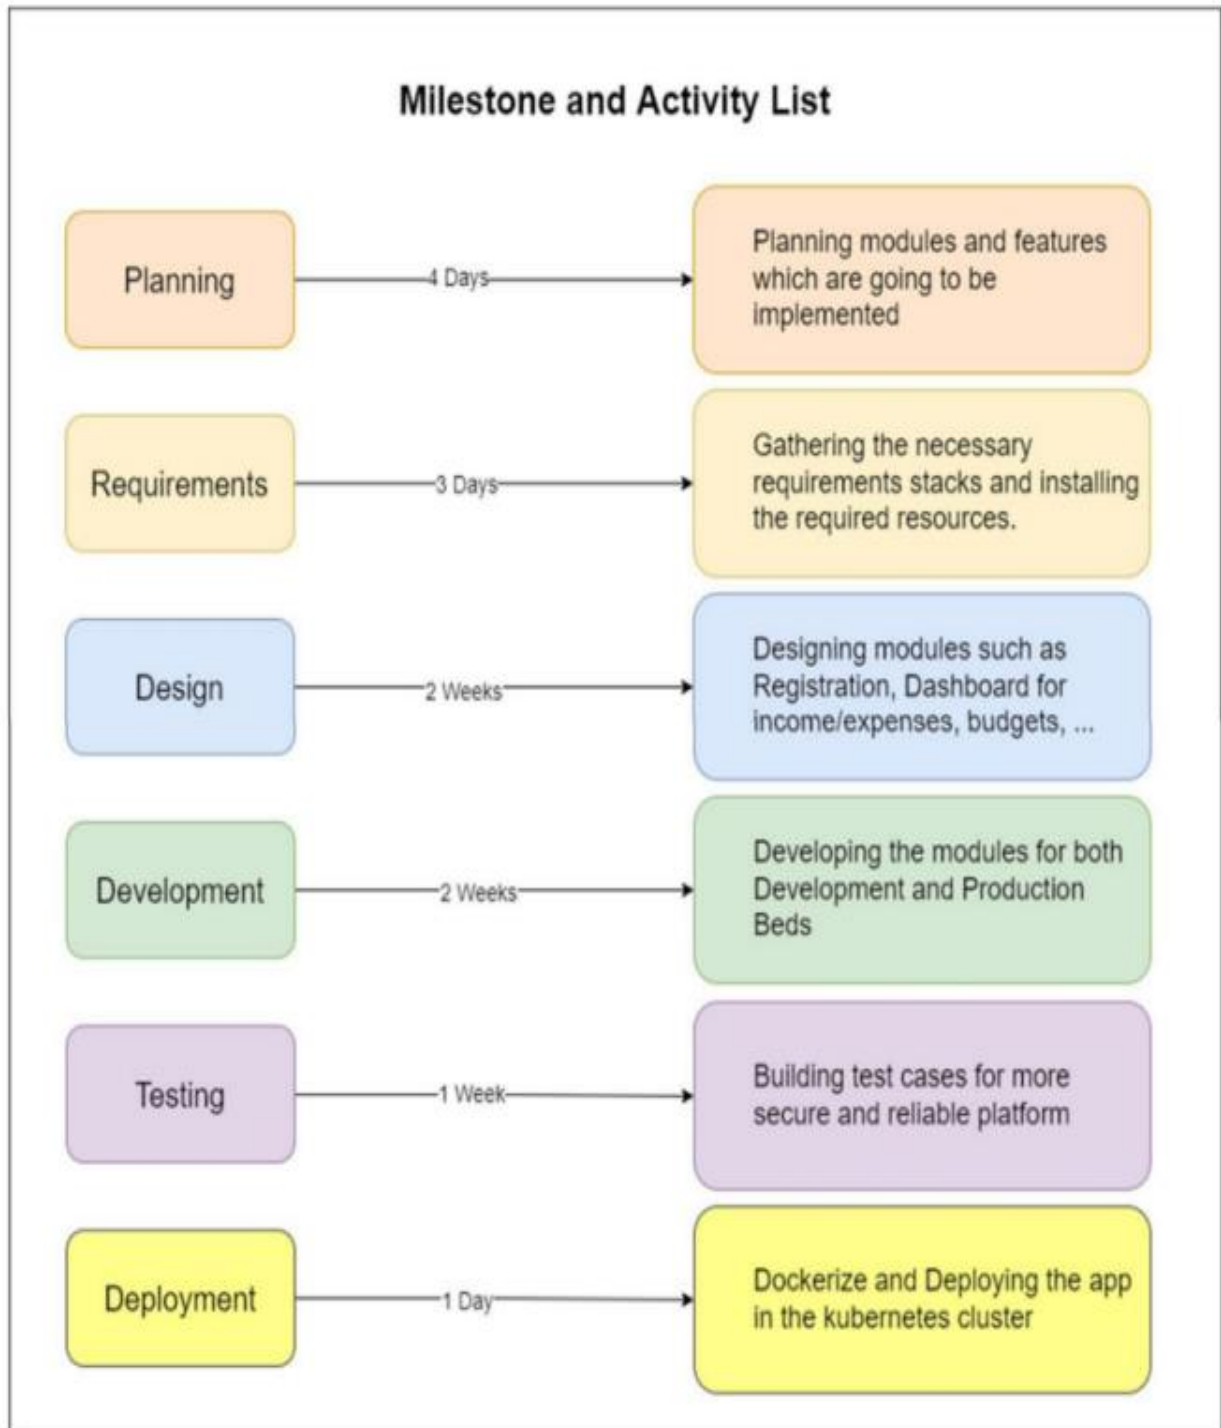 Milestone and Activity List
Planning
4 Days
Planning modules and features
which are going to be
implemented
Requirements
3 Days
Gathering the necessary
requirements stacks and installing
the required resources.
Design
2 Weeks
Designing modules such as
Registration, Dashboard for
income/expenses, budgets, ...
Development
2 Weeks
Developing the modules for both
Development and Production
Beds
Testing
1 Week
Building test cases for more
secure and reliable platform
Deployment
1 Day
Dockerize and Deploying the app
in the kubernetes cluster